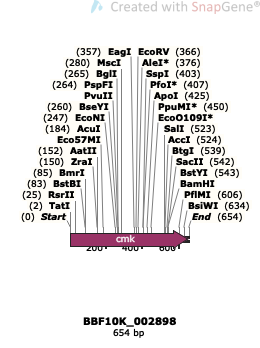 Created with SnapGene®
(357) EagI EcoRV (366)
(280) MscI AleI* (376)
(265) BglI SspI (403)
(264) PspFI PfoI* (407)
PvuII ApoI (425)
(260) BseYI PpuMI* (450)
(247) EcoNI EcoO109I*
(184) AcuI SalI (523)
Eco57MI AccI (524)
(152) AatII BtgI (539)
(150) ZraI SacII (542)
(85) BmrI BstYI (543)
(83) BstBI BamHI
(25) RsrII PflMI (606)
(2) TatI BsiWI (634)
(0) Start End (654)
cmk
200 400 600
BBF10K_002898
654 bp